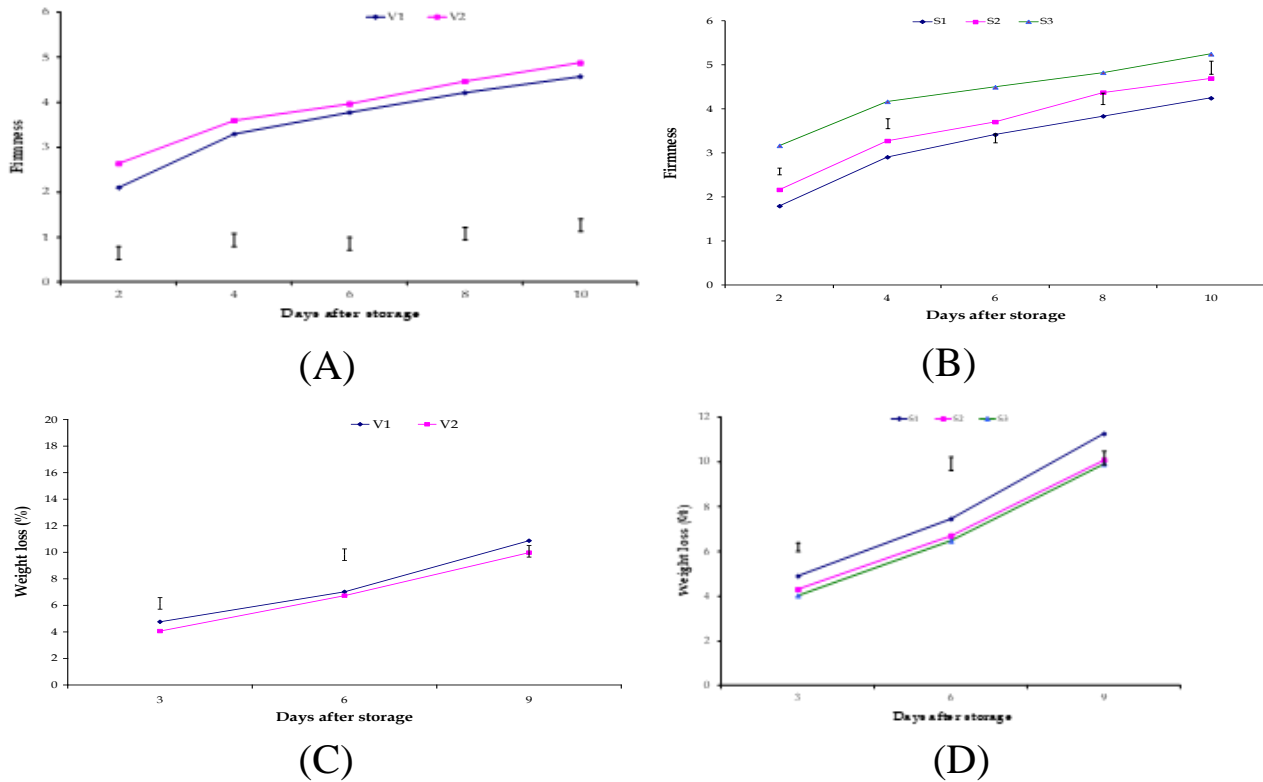 V1 V2
6
5
4
3
2
1
0
Firmness
2 4 6 8 10
Days after storage
(A)
S1 S2 S3
6
5
4
3
2
1
0
Firmness
2 4 6 8 10
Days after storage
(B)
V1 V2
20
18
16
14
12
10
8
6
4
2
0
Weight loss (%)
3 6 9
Days after storage
(C)
S1 S2 S3
12
10
8
6
4
2
0
Weight loss (%)
3 6 9
Days after storage
(D)